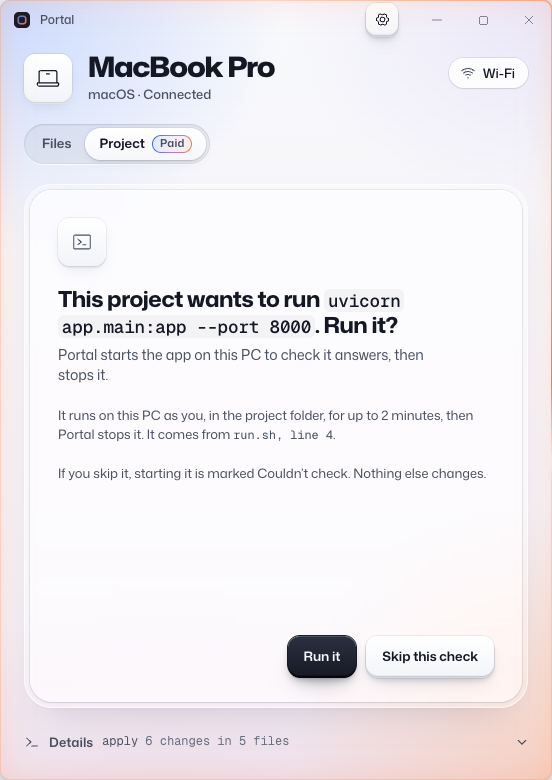 Portal
MacBook Pro
macOS · Connected
Wi-Fi
Files
Project
Paid
This project wants to run uvicorn
app.main:app --port 8000. Run it?
Portal starts the app on this PC to check it answers, then
stops it.
It runs on this PC as you, in the project folder, for up to 2 minutes, then
Portal stops it. It comes from run.sh, line 4.
If you skip it, starting it is marked Couldn’t check. Nothing else changes.
Run it
Skip this check
Details apply 6 changes in 5 files